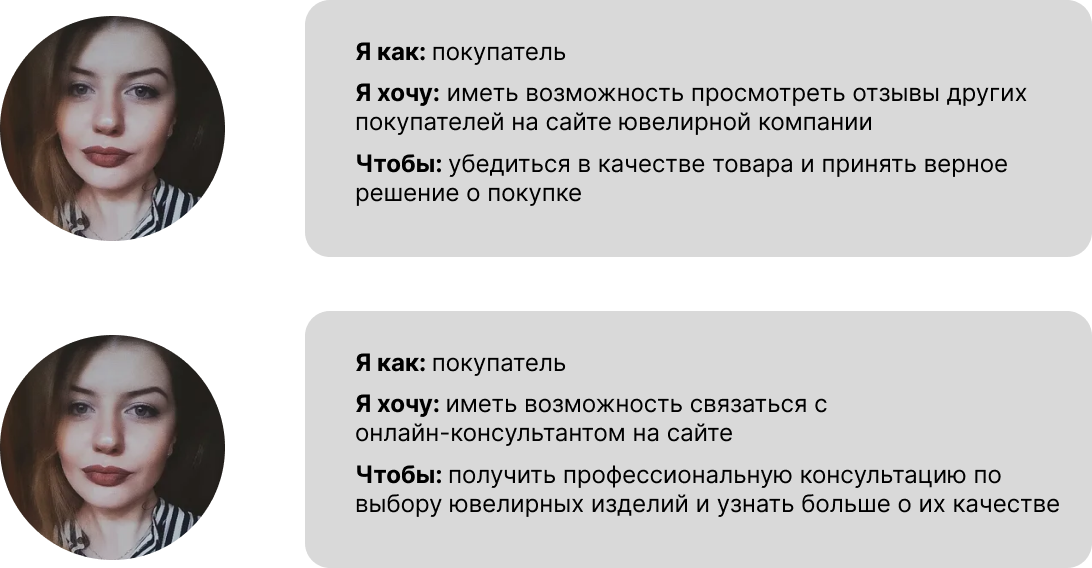 Я как: покупатель
Я хочу: иметь возможность просмотреть отзывы других
покупателей на сайте ювелирной компании
Чтобы: убедиться в качестве товара и принять верное
решение о покупке
Я как: покупатель
Я хочу: иметь возможность связаться с
онлайн-консультантом на сайте
Чтобы: получить профессиональную консультацию по
выбору ювелирных изделий и узнать больше о их качестве